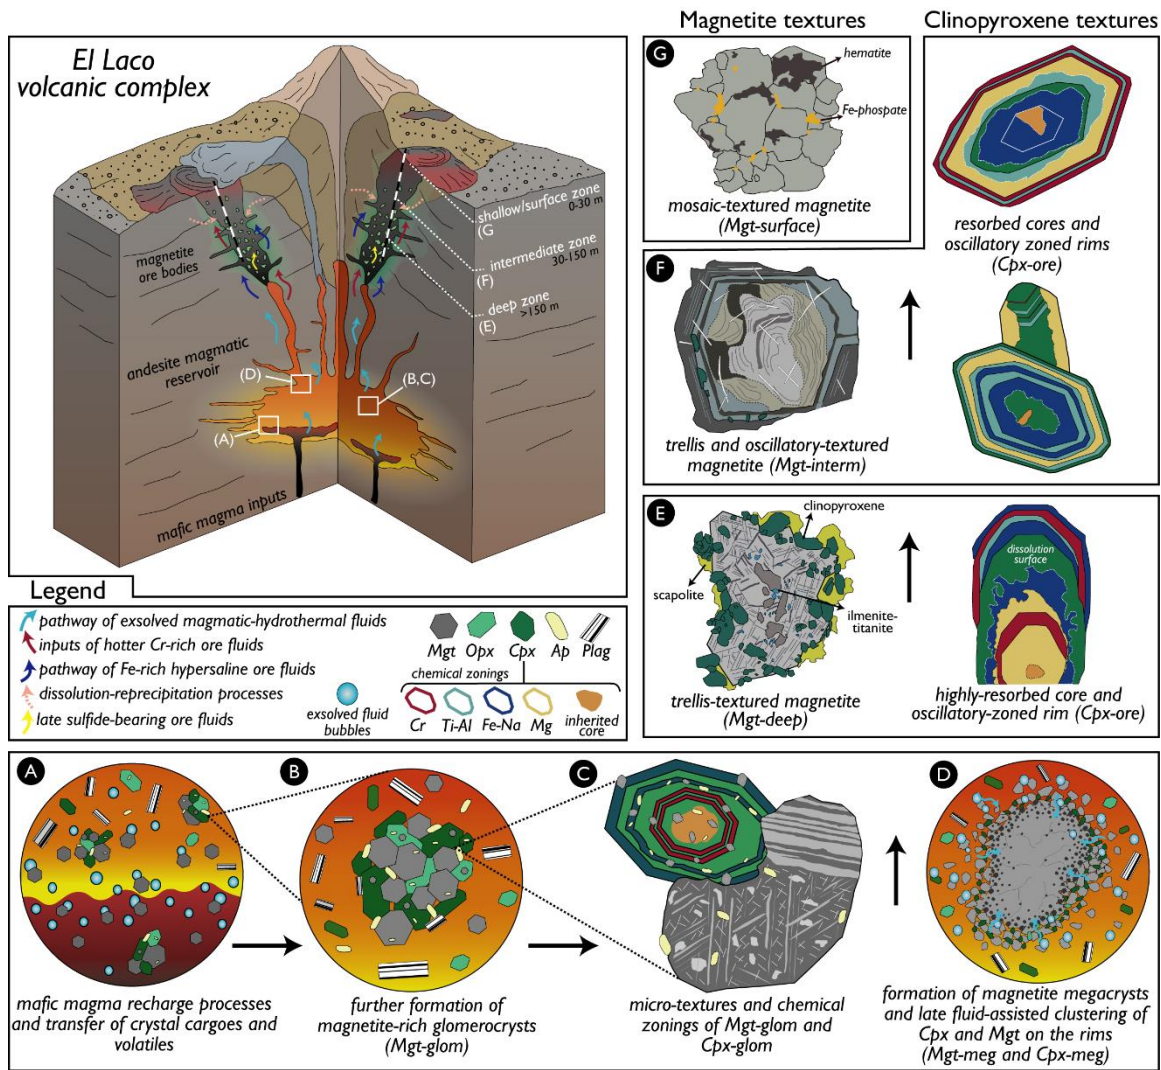 Magnetite textures
Clinopyroxene textures
El Laco
volcanic complex
shallow/surface zone
0-30 m
(G
intermediate zone
30-150 m
(F)
deep zone
>150 m
(E)
magnetite
ore bodies
andesite magmatic
reservoir
(D)
(B,C)
(A)
mafic magma inputs
G
hematite
Fe-phospate
mosaic-textured magnetite
(Mgt-surface)
resorbed cores and
oscillatory zoned rims
(Cpx-ore)
F
trellis and oscillatory-textured
magnetite (Mgt-interm)
E
clinopyroxene
scapolite
ilmenite-
titanite
trellis-textured magnetite
(Mgt-deep)
dissolution
surface
highly-resorbed core and
oscillatory-zoned rim (Cpx-ore)
Legend
pathway of exsolved magmatic-hydrothermal fluids
inputs of hotter Cr-rich ore fluids
pathway of Fe-rich hypersaline ore fluids
dissolution-reprecipitation processes
late sulfide-bearing ore fluids
exsolved fluid
bubbles
Mgt Opx Cpx Ap Plag
chemical zonings
Cr Ti-Al Fe-Na Mg
inherited
core
A
mafic magma recharge processes
and transfer of crystal cargoes and
volatiles
B
further formation of
magnetite-rich glomerocrysts
(Mgt-glom)
C
micro-textures and chemical
zonings of Mgt-glom and
Cpx-glom
D
formation of magnetite megacrysts
and late fluid-assisted clustering of
Cpx and Mgt on the rims
(Mgt-meg and Cpx-meg)